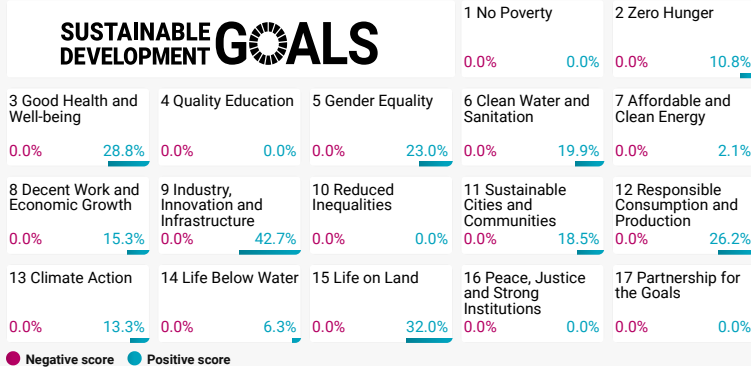 SUSTAINABLE
DEVELOPMENT
GOALS
1 No Poverty
0.0% 0.0%
2 Zero Hunger
0.0% 10.8%
3 Good Health and
Well-being
0.0% 28.8%
4 Quality Education
0.0% 0.0%
5 Gender Equality
0.0% 23.0%
6 Clean Water and
Sanitation
0.0% 19.9%
7 Affordable and
Clean Energy
0.0% 2.1%
8 Decent Work and
Economic Growth
0.0% 15.3%
9 Industry,
Innovation and
Infrastructure
0.0% 42.7%
10 Reduced
Inequalities
0.0% 0.0%
11 Sustainable
Cities and
Communities
0.0% 18.5%
12 Responsible
Consumption and
Production
0.0% 26.2%
13 Climate Action
0.0% 13.3%
14 Life Below Water
0.0% 6.3%
15 Life on Land
0.0% 32.0%
16 Peace, Justice
and Strong
Institutions
0.0% 0.0%
17 Partnership for
the Goals
0.0% 0.0%
Negative score Positive score